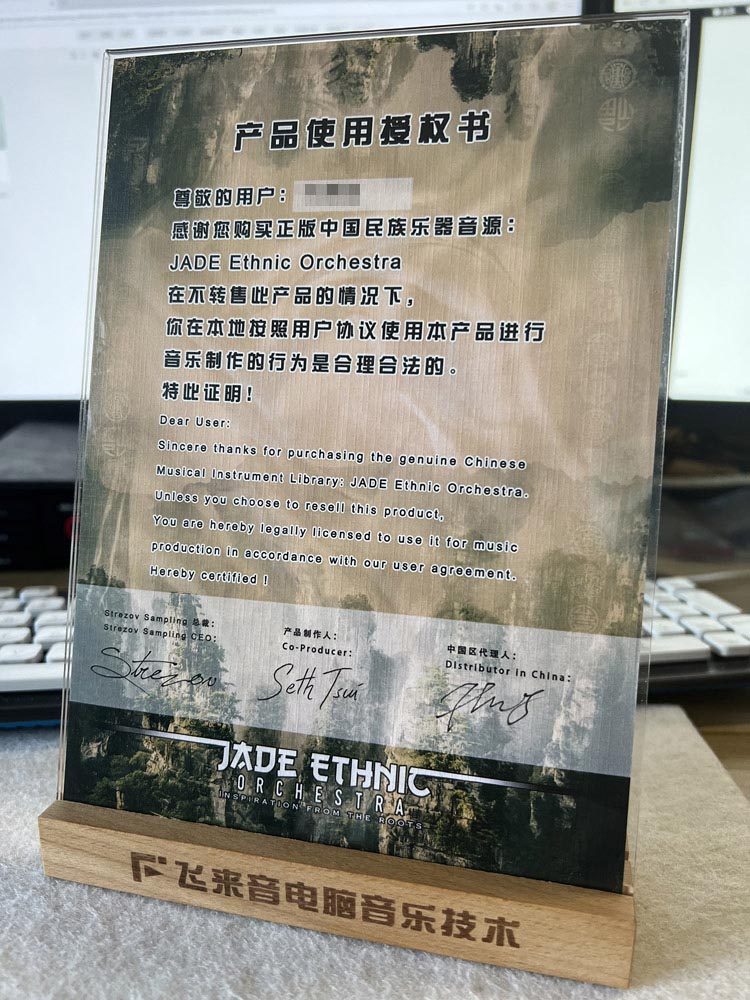 产品使用授权书
尊敬的用户：
感谢您购买正版中国民族乐器音源：
JADE Ethnic Orchestra
在不转售此产品的情况下，
你在本地按照用户协议使用本产品进行
音乐制作的行为是合理合法的。
特此证明！
Dear User:
Sincere thanks for purchasing the genuine Chinese
Musical Instrument Library: JADE Ethnic Orchestra.
Unless you choose to resell this product,
You are hereby legally licensed to use it for music
production in accordance with our user agreement.
Hereby certified !
Strezov Sampling 总裁：
Strezov Sampling CEO：
Strezov
产品制作人：
Co-Producer:
Seth Tsui
中国区代理人：
Distributor in China:
JADE ETHNIC
ORCHESTRA
INSPIRATION FROM THE ROOTS
飞来音电脑音乐技术